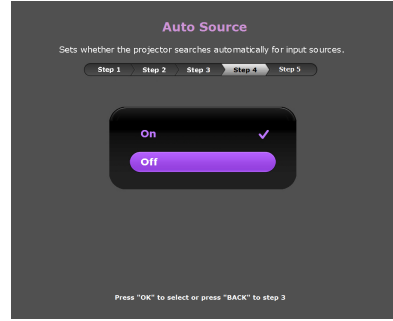 Auto Source
Sets whether the projector searches automatically for input sources.
Step 1 Step 2 Step 3 Step 4 Step 5
On
Off
Press "OK" to select or press "BACK" to step 3